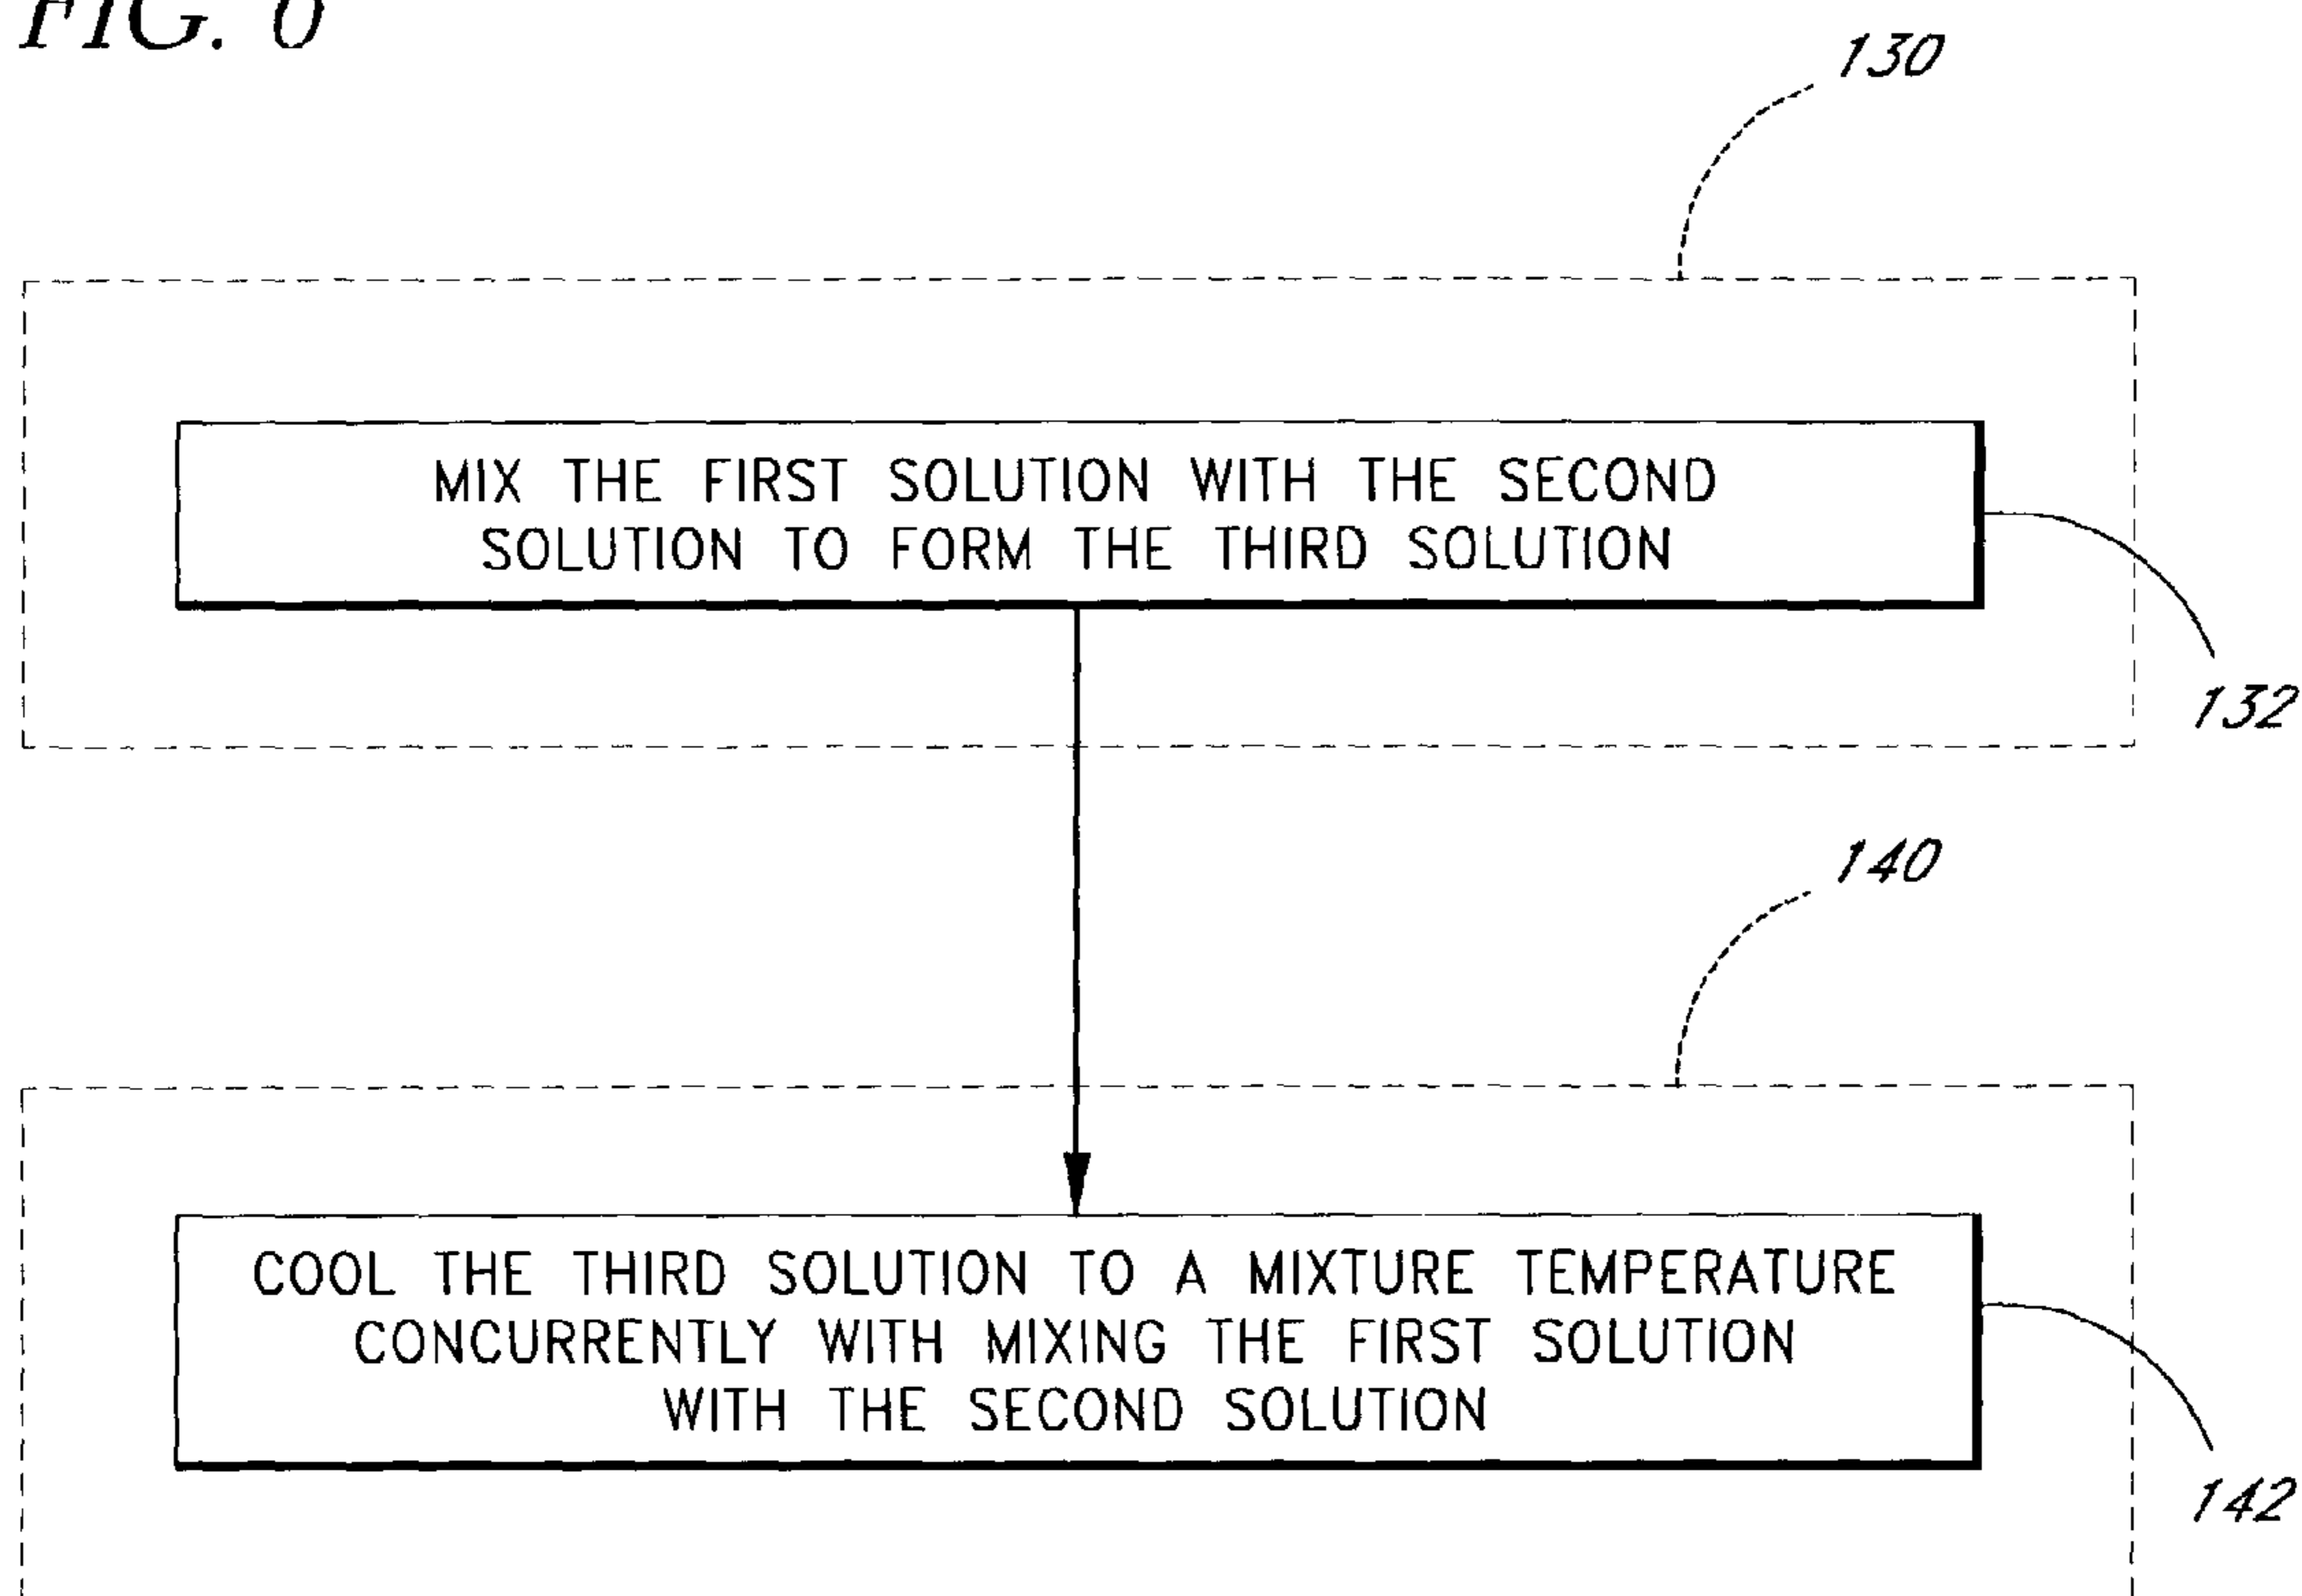 FIG.
130
MIX THE FIRST SOLUTION WITH THE SECOND
SOLUTION TO FORM THE THIRD SOLUTION
132
140
COOL THE THIRD SOLUTION TO A MIXTURE TEMPERATURE
CONCURRENTLY WITH MIXING THE FIRST SOLUTION
WITH THE SECOND SOLUTION
142